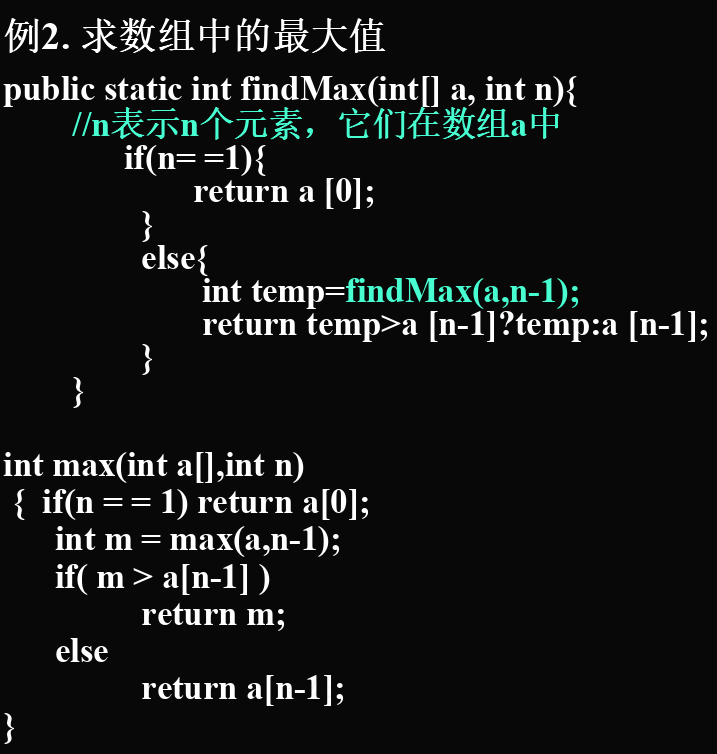 例2. 求数组中的最大值
public static int findMax(int[] a, int n){
//n表示n个元素，它们在数组a中
if(n= =1){
return a [0];
}
else{
int temp=findMax(a,n-1);
return temp>a [n-1]?temp:a [n-1];
}
}
int max(int a[],int n)
{ if(n = = 1) return a[0];
int m = max(a,n-1);
if( m > a[n-1] )
return m;
else
return a[n-1];
}